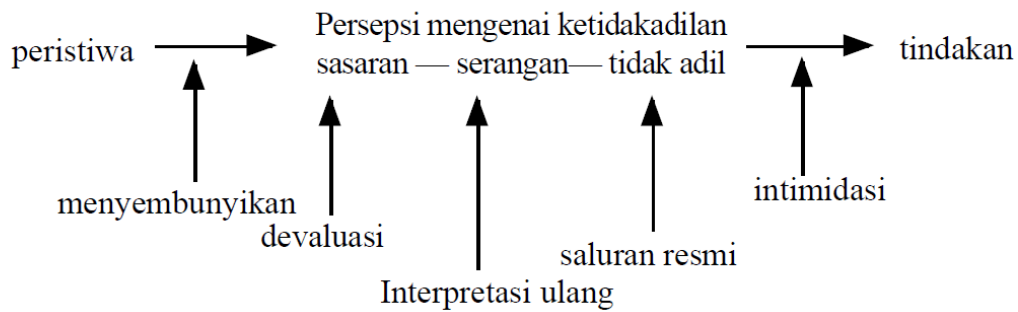 Persepsi mengenai ketidakadilan
peristiwa
sasaran — serangan— tidak adil
tindakan
menyembunyikan
devaluasi
Interpretasi ulang
saluran resmi
intimidasi